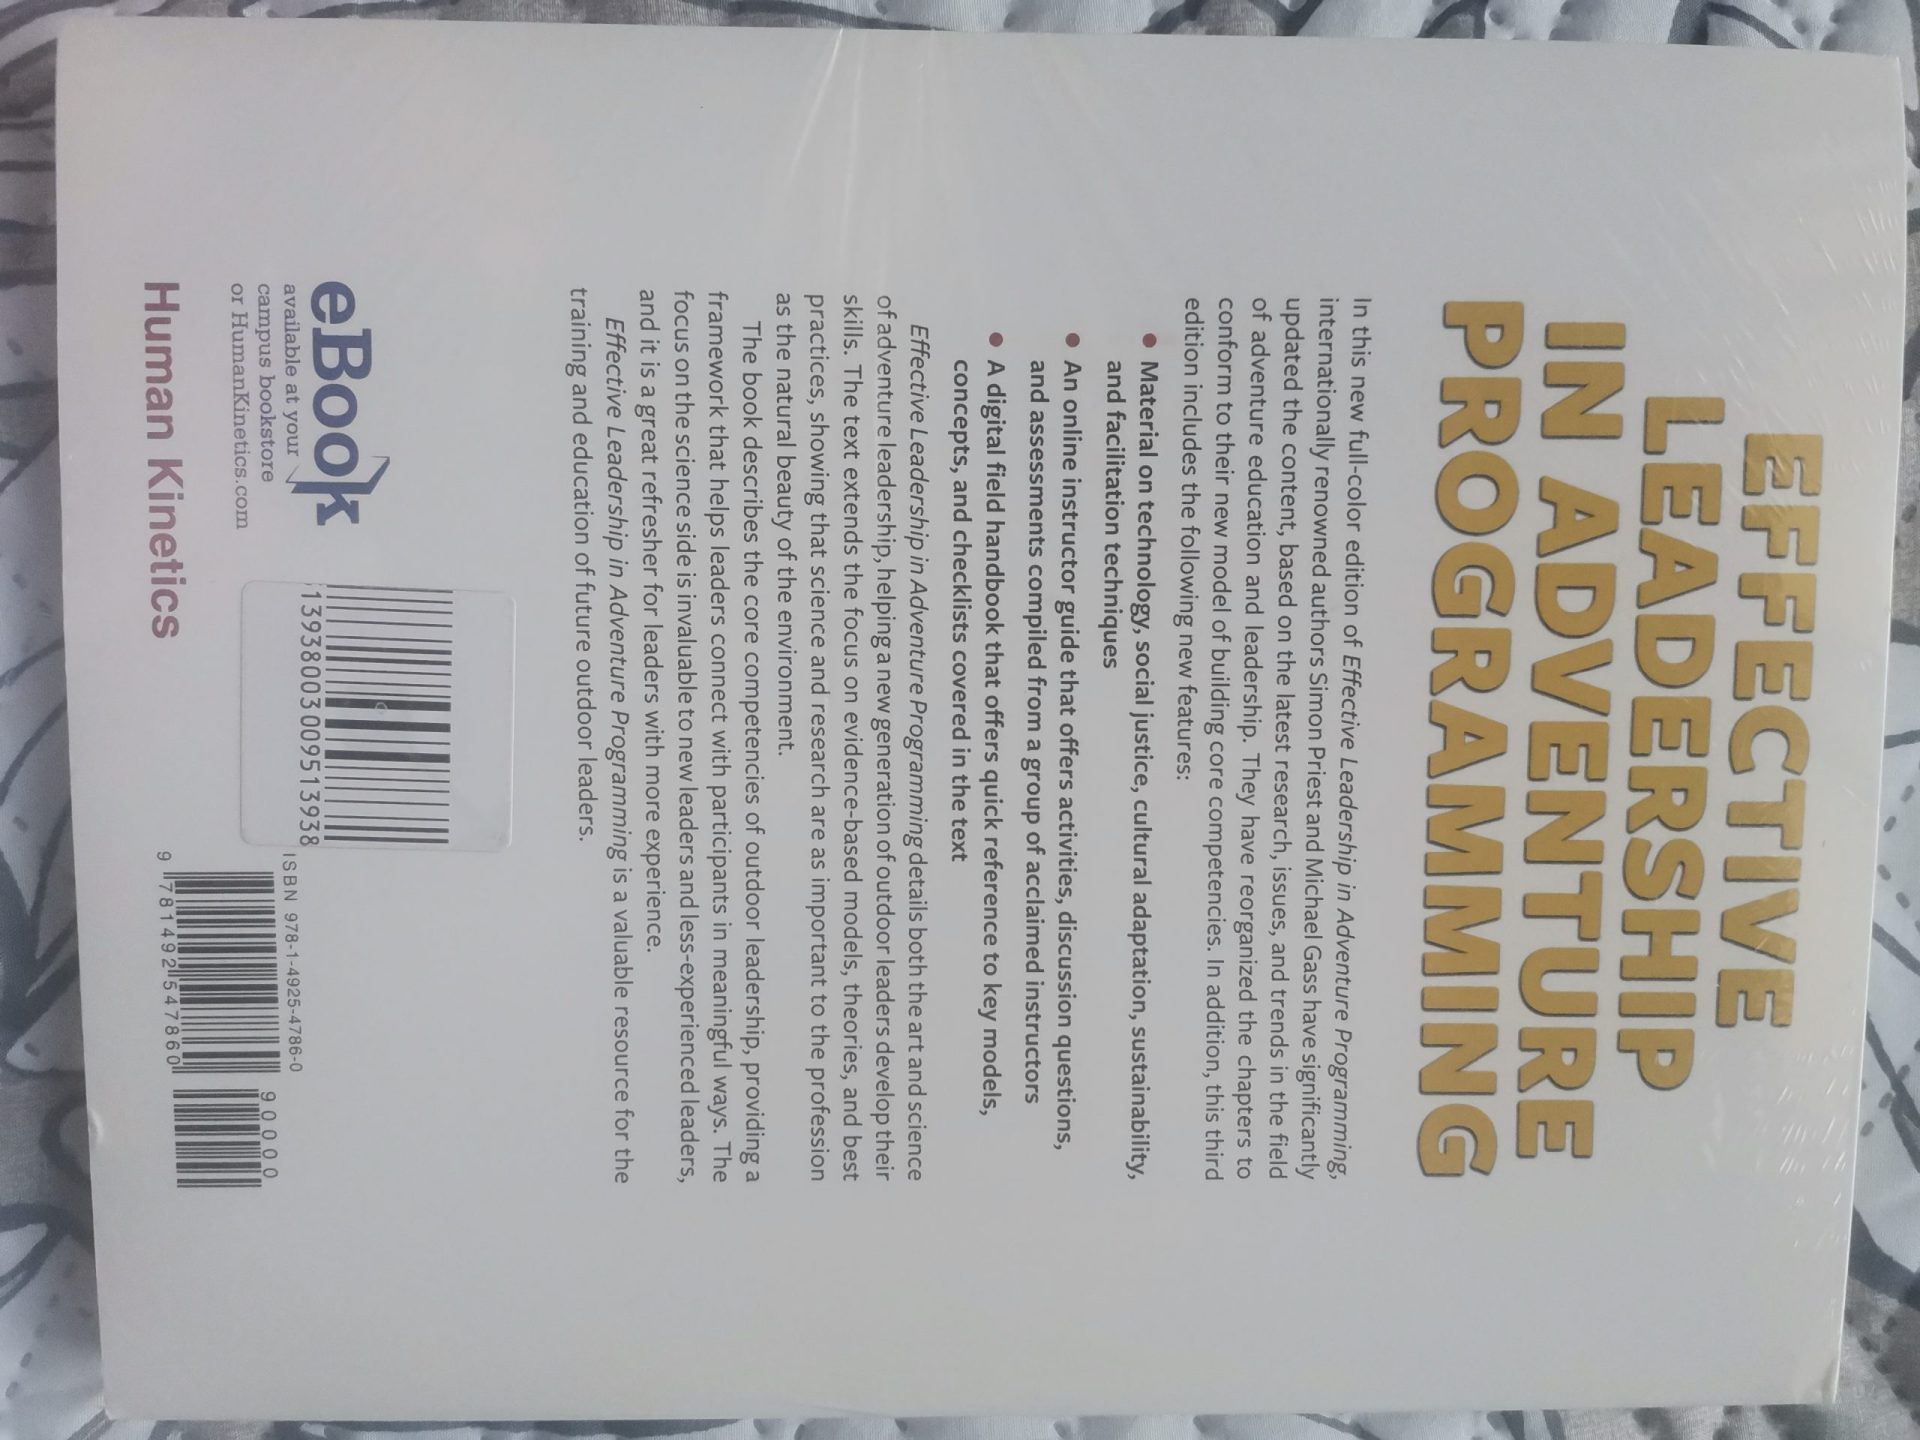 EFFECTIVE
LEADERSHIP
IN ADVENTURE
PROGRAMMING
In this new full-color edition of Effective Leadership in Adventure Programming,
internationally renowned authors Simon Priest and Michael Gass have significantly
updated the content, based on the latest research, issues, and trends in the field
of adventure education and leadership. They have reorganized the chapters to
conform to their new model of building core competencies. In addition, this third
edition includes the following new features:
• Material on technology, social justice, cultural adaptation, sustainability,
and facilitation techniques
• An online instructor guide that offers activities, discussion questions,
and assessments compiled from a group of acclaimed instructors
• A digital field handbook that offers quick reference to key models,
concepts, and checklists covered in the text
Effective Leadership in Adventure Programming details both the art and science
of adventure leadership, helping a new generation of outdoor leaders develop their
skills. The text extends the focus on evidence-based models, theories, and best
practices, showing that science and research are as important to the profession
as the natural beauty of the environment.
The book describes the core competencies of outdoor leadership, providing a
framework that helps leaders connect with participants in meaningful ways. The
focus on the science side is invaluable to new leaders and less-experienced leaders,
and it is a great refresher for leaders with more experience.
Effective Leadership in Adventure Programming is a valuable resource for the
training and education of future outdoor leaders.
eBook
available at your
campus bookstore
or HumanKinetics.com
Human Kinetics
13938003009513938
ISBN 978-1-4925-4786-0
90000
9 781492 547860